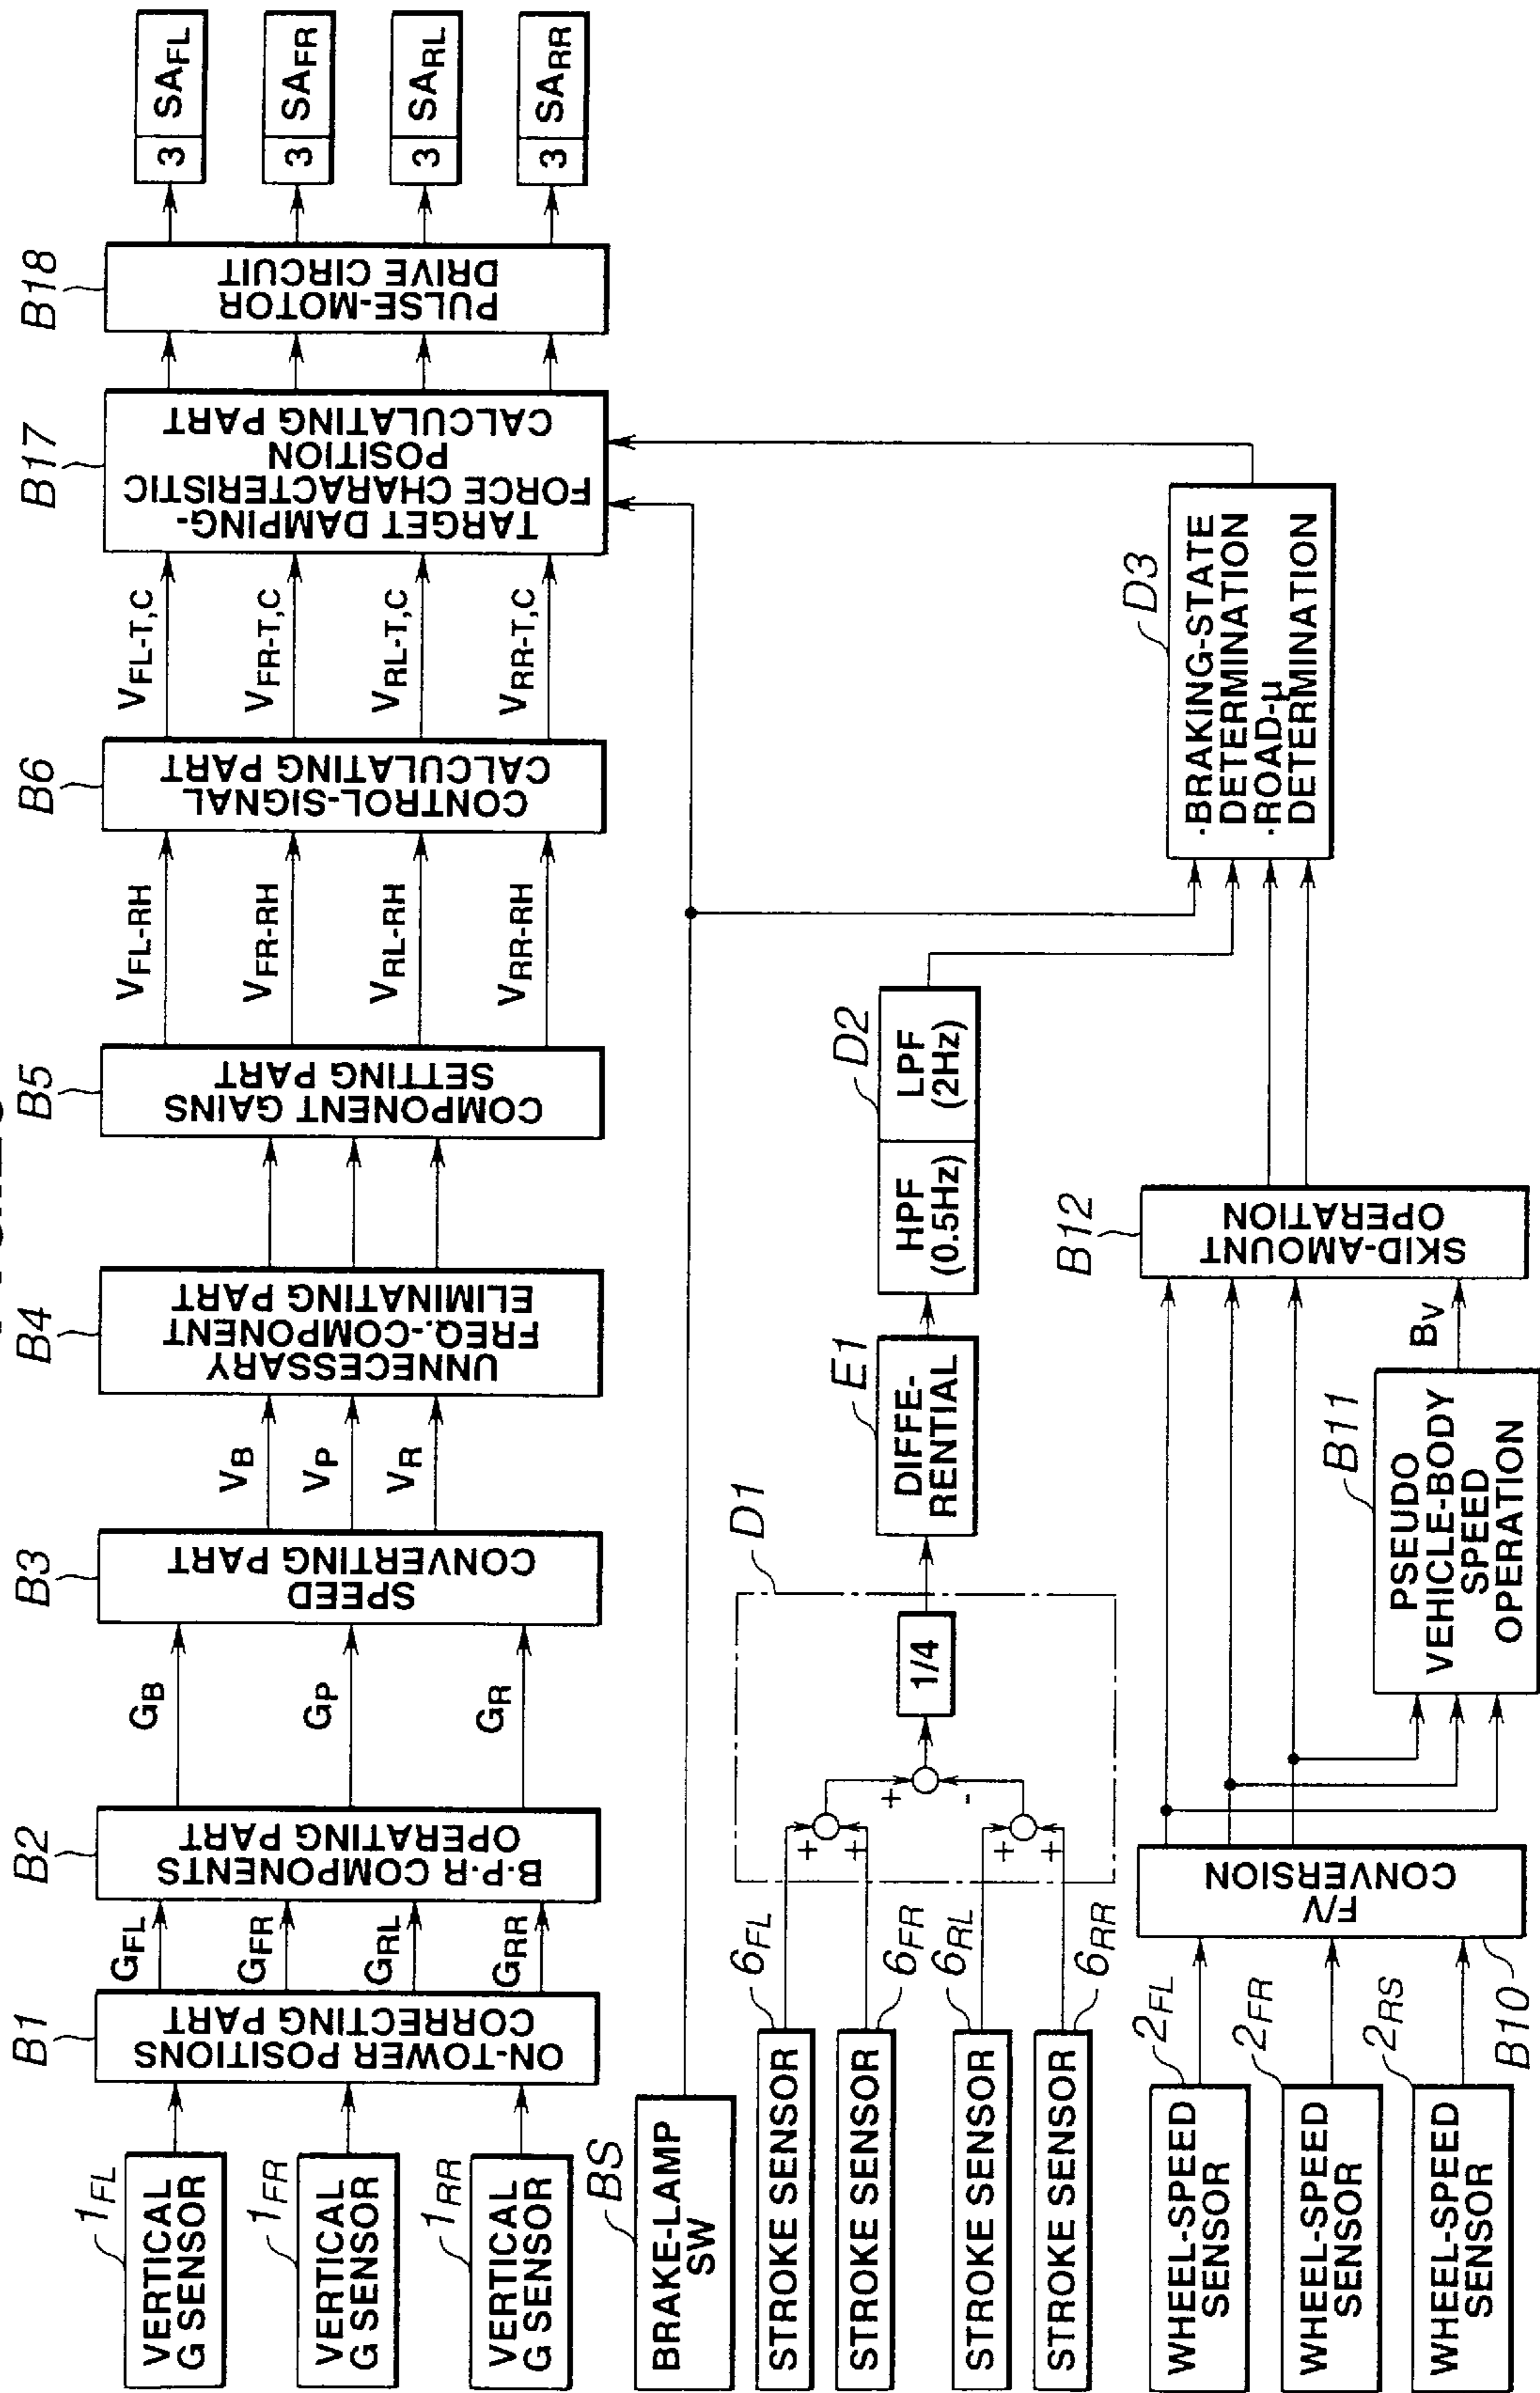 B1
B2
B3
B4
B5
B6
B17
B18
VERTICAL
G SENSOR
1FL
VERTICAL
G SENSOR
1FR
VERTICAL
G SENSOR
1RR
ON-TOWER POSITIONS
CORRECTING PART
GFL
GFR
GRL
GRR
B·P·R COMPONENTS
OPERATING PART
GB
GP
GR
SPEED
CONVERTING PART
VB
VP
VR
UNNECESSARY
FREQ.-COMPONENT
ELIMINATING PART
COMPONENT GAINS
SETTING PART
VFL-RH
VFR-RH
VRL-RH
VRR-RH
CONTROL-SIGNAL
CALCULATING PART
VFL-T,C
VFR-T,C
VRL-T,C
VRR-T,C
TARGET DAMPING-
FORCE CHARACTERISTIC
POSITION
CALCULATING PART
PULSE-MOTOR
DRIVE CIRCUIT
3 SAFL
3 SAFR
3 SARL
3 SARR
BS
BRAKE-LAMP
SW
STROKE SENSOR
6FL
STROKE SENSOR
6FR
STROKE SENSOR
6RL
STROKE SENSOR
6RR
D1
+
+
+
+
+
-
1/4
E1
DIFFE-
RENTIAL
D2
HPF
(0.5Hz)
LPF
(2Hz)
D3
·BRAKING-STATE
DETERMINATION
·ROAD-μ
DETERMINATION
WHEEL-SPEED
SENSOR
2FL
WHEEL-SPEED
SENSOR
2FR
WHEEL-SPEED
SENSOR
2RS
B10
F/V
CONVERSION
B11
PSEUDO
VEHICLE-BODY
SPEED
OPERATION
BV
B12
SKID-AMOUNT
OPERATION